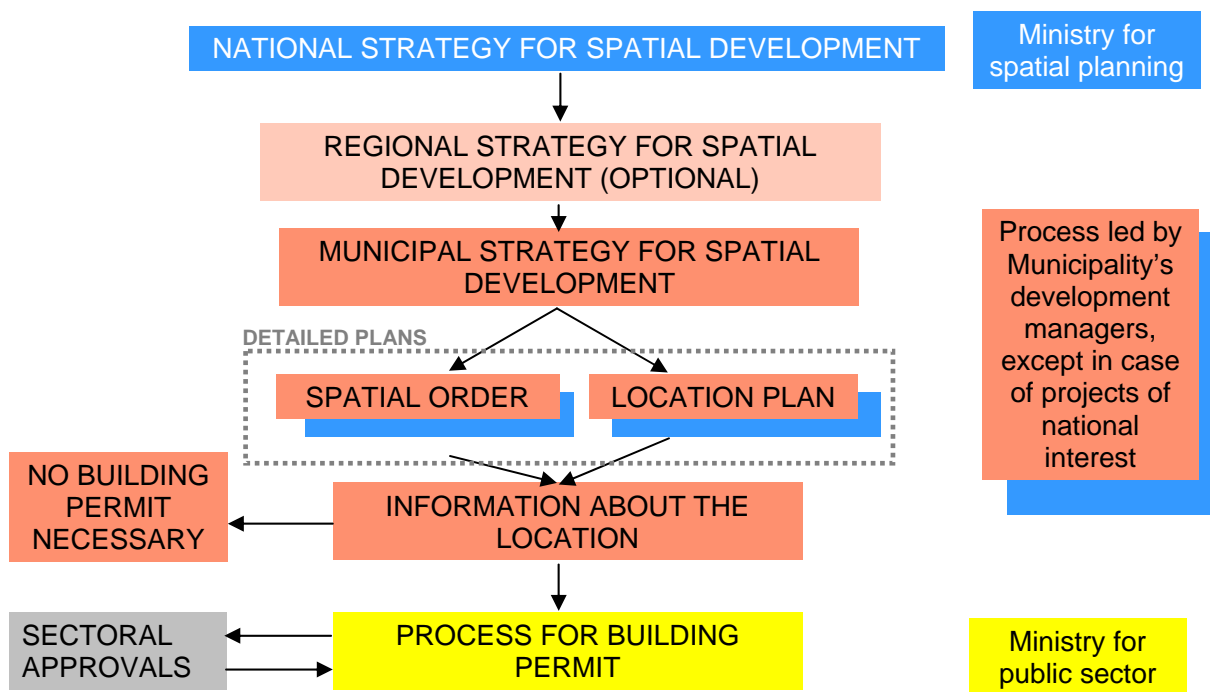 NATIONAL STRATEGY FOR SPATIAL DEVELOPMENT
Ministry for
spatial planning
REGIONAL STRATEGY FOR SPATIAL
DEVELOPMENT (OPTIONAL)
MUNICIPAL STRATEGY FOR SPATIAL
DEVELOPMENT
Process led by
Municipality’s
development
managers,
except in case
of projects of
national
interest
DETAILED PLANS
SPATIAL ORDER
LOCATION PLAN
NO BUILDING
PERMIT
NECESSARY
INFORMATION ABOUT THE
LOCATION
SECTORAL
APPROVALS
PROCESS FOR BUILDING
PERMIT
Ministry for
public sector